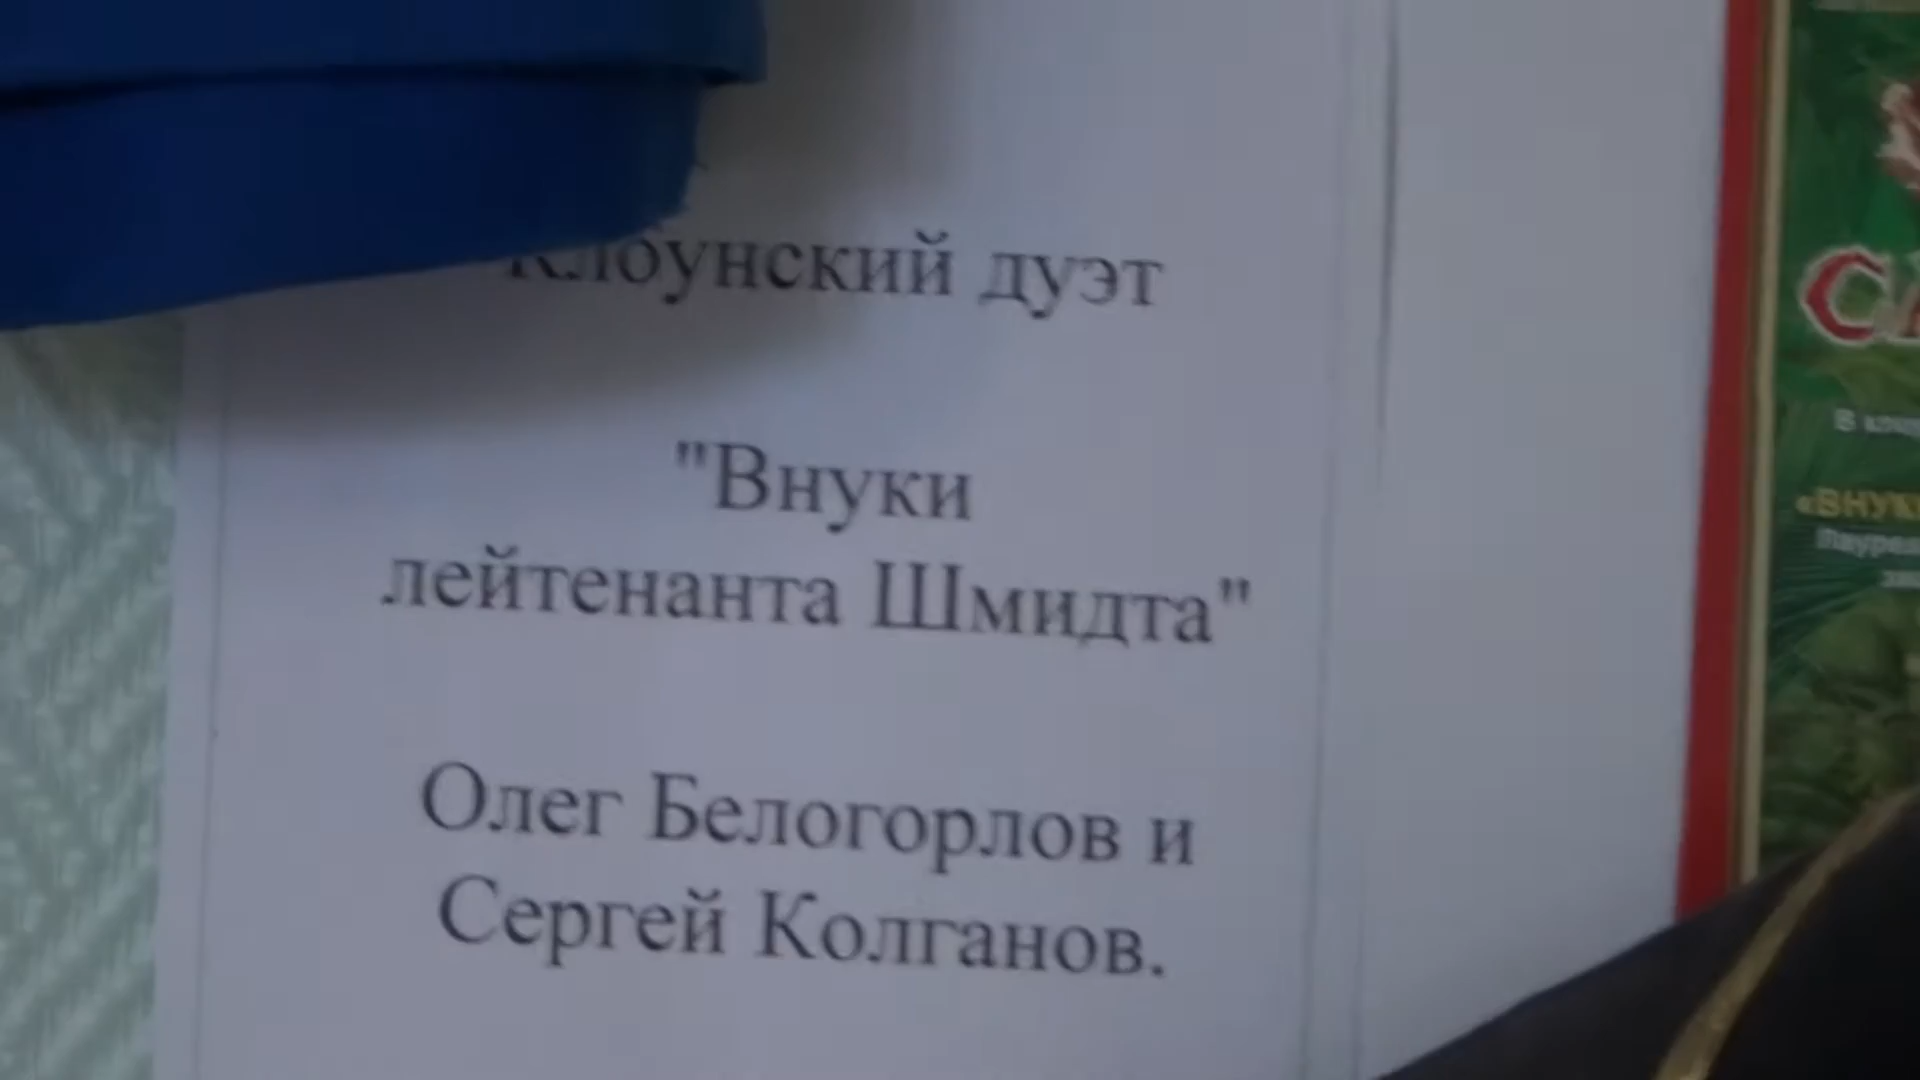 Клоунский дуэт
"Внуки
лейтенанта Шмидта"
Олег Белогорлов и
Сергей Колганов.